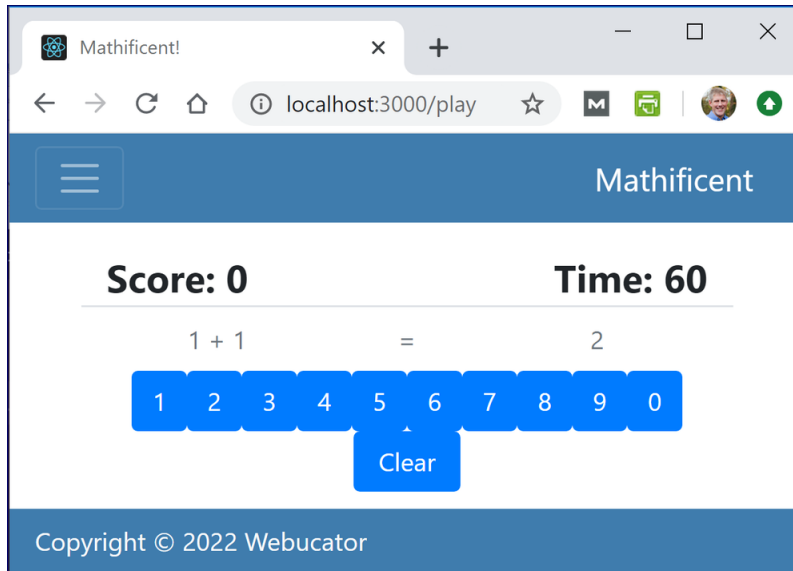 Mathificent!
localhost:3000/play
M
Mathificent
Score: 0 Time: 60
1 + 1 = 2
1 2 3 4 5 6 7 8 9 0
Clear
Copyright © 2022 Webucator